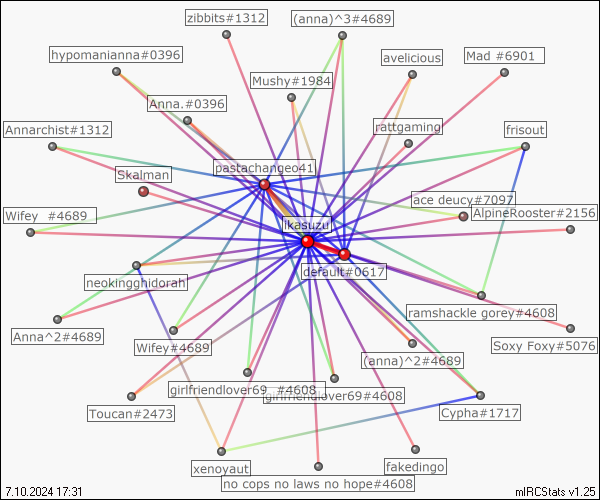 zibbits#1312
(anna)^3#4689
hypomanianna#0396
avelicious
Mad #6901
Mushy#1984
Anna.#0396
Annarchist#1312
rattgaming
frisout
pastachangeo41
Skalman
ace deucy#7097
Wifey  #4689
AlpineRooster#2156
ikasuzu
default#0617
neokingghidorah
ramshackle gorey#4608
Anna^2#4689
Wifey#4689
Soxy Foxy#5076
(anna)^2#4689
girlfriendlover69  #4608
girlfriendlover69#4608
Toucan#2473
Cypha#1717
xenoyaut
fakedingo
no cops no laws no hope#4608
7.10.2024 17:31
mIRCStats v1.25